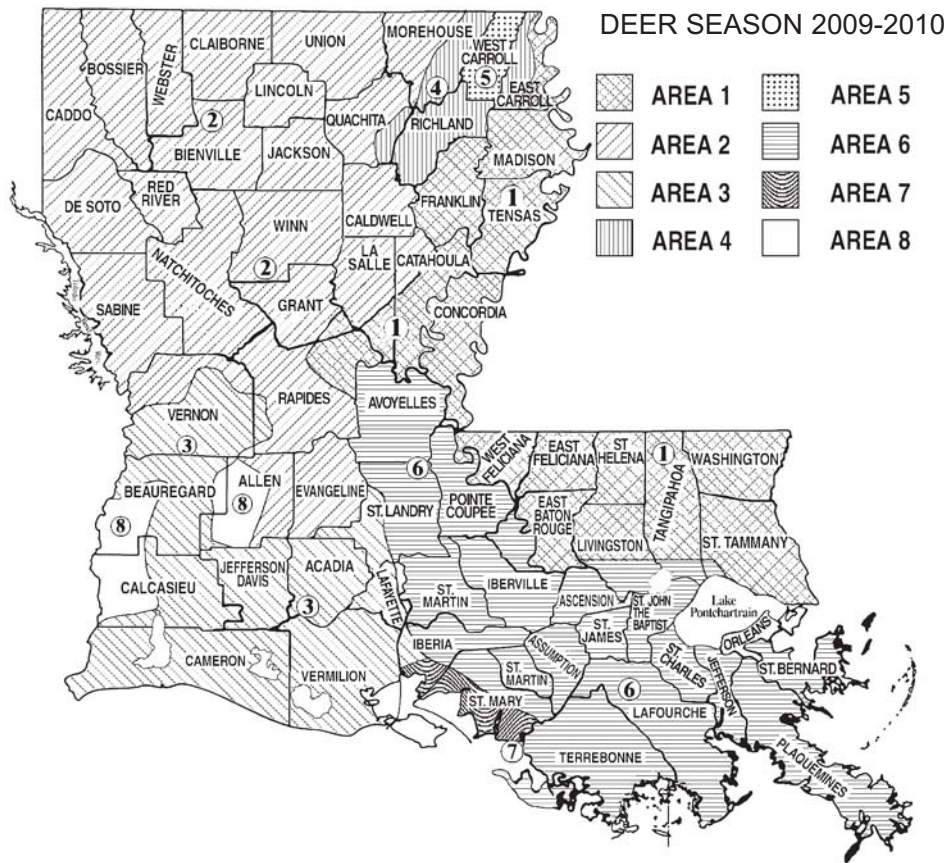 DEER SEASON 2009-2010
AREA 1
AREA 2
AREA 3
AREA 4
AREA 5
AREA 6
AREA 7
AREA 8
CADDO
BOSSIER
WEBSTER
CLAIBORNE
UNION
MOREHOUSE
WEST
CARROLL
5
EAST
CARROLL
4
LINCOLN
2
OUACHITA
RICHLAND
BIENVILLE
JACKSON
MADISON
DE SOTO
RED
RIVER
WINN
CALDWELL
FRANKLIN
1
TENSAS
NATCHITOCHES
2
LA
SALLE
CATAHOULA
SABINE
GRANT
CONCORDIA
1
RAPIDES
AVOYELLES
VERNON
3
WEST
FELICIANA
EAST
FELICIANA
ST
HELENA
1
TANGIPAHOA
WASHINGTON
BEAUREGARD
ALLEN
8
EVANGELINE
6
ST. LANDRY
POINTE
COUPEE
EAST
BATON
ROUGE
8
LIVINGSTON
ST. TAMMANY
CALCASIEU
JEFFERSON
DAVIS
ACADIA
3
LAFAYETTE
ST.
MARTIN
IBERVILLE
ASCENSION
ST. JOHN
THE
BAPTIST
Lake
Pontchartrain
ORLEANS
CAMERON
VERMILION
IBERIA
ST.
MARTIN
ASSUMPTION
ST.
JAMES
ST.
CHARLES
JEFFERSON
ST. BERNARD
ST. MARY
6
LAFOURCHE
7
TERREBONNE
PLAQUEMINES